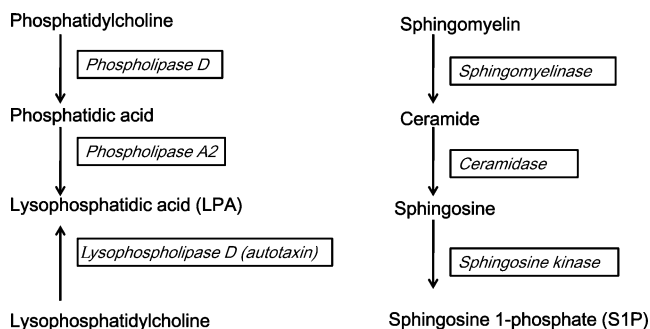 Phosphatidylcholine
Phospholipase D
Phosphatidic acid
Phospholipase A2
Lysophosphatidic acid (LPA)
Lysophospholipase D (autotaxin)
Lysophosphatidylcholine
Sphingomyelin
Sphingomyelinase
Ceramide
Ceramidase
Sphingosine
Sphingosine kinase
Sphingosine 1-phosphate (S1P)